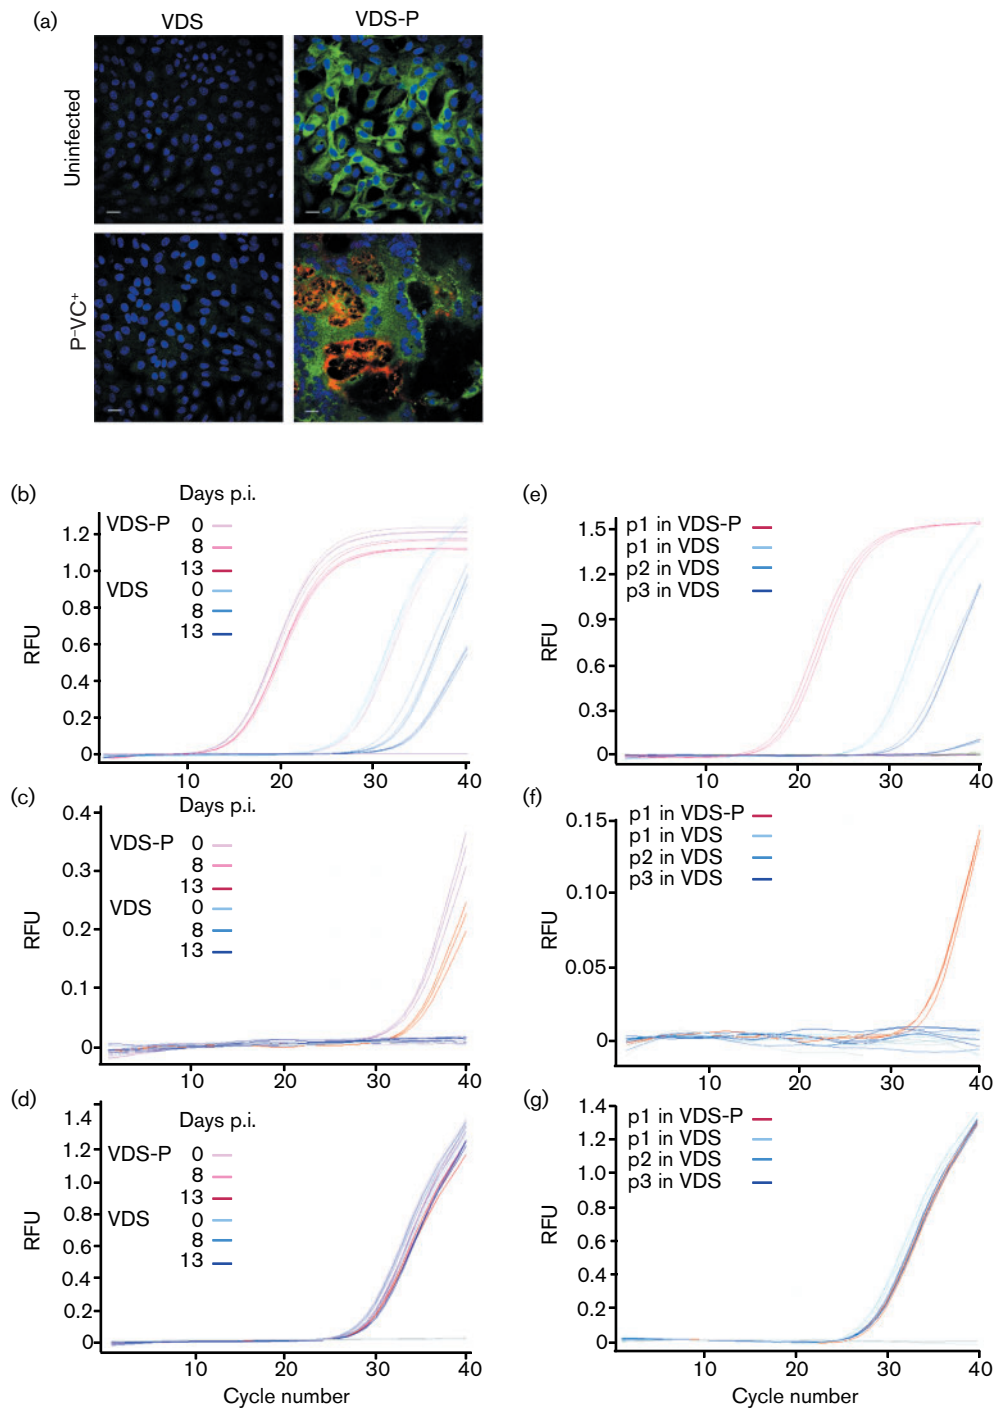 (a)
VDS
VDS-P
Uninfected
P⁻VC⁺
(b)
Days p.i.
VDS-P 0
8
13
VDS 0
8
13
RFU
1.2
1.0
0.8
0.6
0.4
0.2
0
10 20 30 40
(e)
p1 in VDS-P
p1 in VDS
p2 in VDS
p3 in VDS
RFU
1.5
1.2
0.9
0.6
0.3
0
10 20 30 40
(c)
Days p.i.
VDS-P 0
8
13
VDS 0
8
13
RFU
0.4
0.3
0.2
0.1
0
10 20 30 40
(f)
p1 in VDS-P
p1 in VDS
p2 in VDS
p3 in VDS
RFU
0.15
0.10
0.05
0
10 20 30 40
(d)
Days p.i.
VDS-P 0
8
13
VDS 0
8
13
RFU
1.4
1.2
1.0
0.8
0.6
0.4
0.2
0
10 20 30 40
Cycle number
(g)
p1 in VDS-P
p1 in VDS
p2 in VDS
p3 in VDS
RFU
1.4
1.2
1.0
0.8
0.6
0.4
0.2
0
10 20 30 40
Cycle number